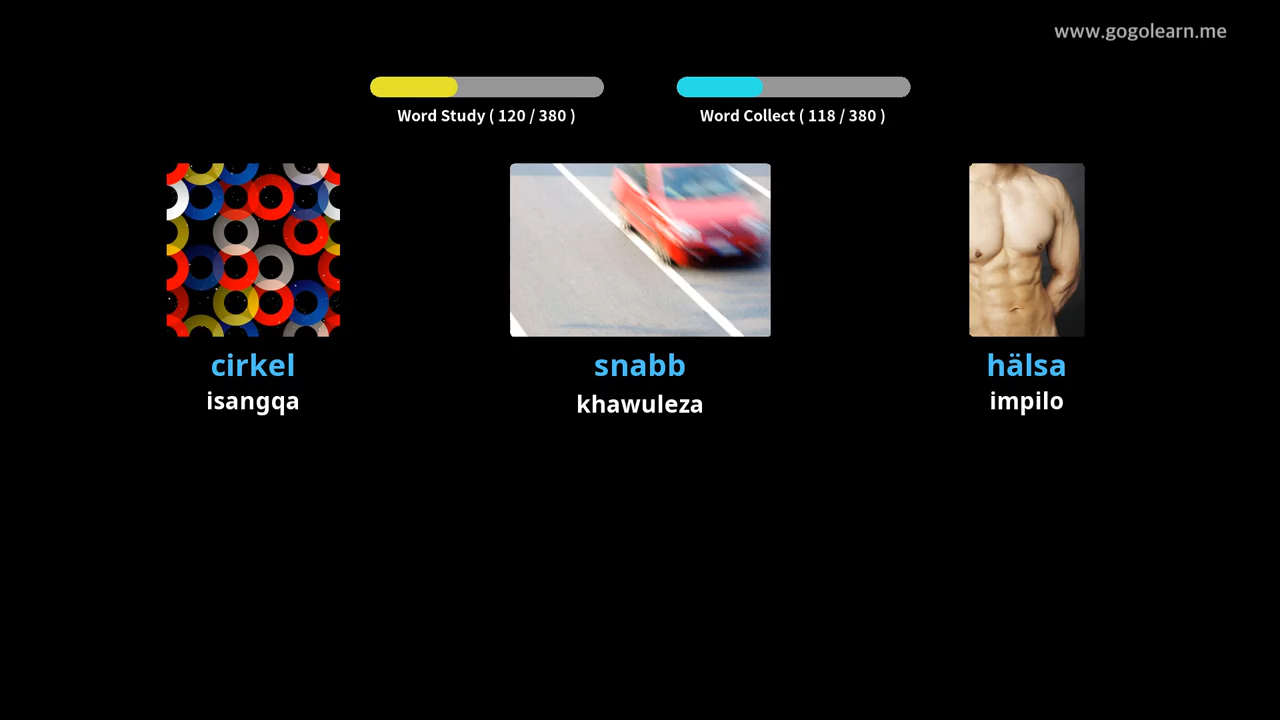 www.gogolearn.me
Word Study ( 120 / 380 )
Word Collect ( 118 / 380 )
cirkel
isangqa
snabb
khawuleza
hälsa
impilo